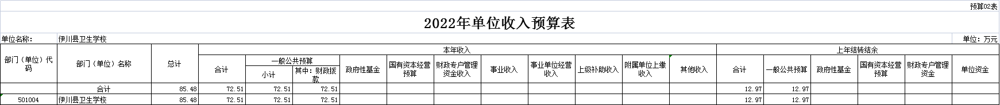 预算02表
2022年单位收入预算表
单位名称： 伊川县卫生学校 单位：万元
部门（单位）代码 部门（单位）名称 总计 本年收入 上年结转结余
合计 一般公共预算 政府性基金 国有资本经营预算 财政专户管理资金收入 事业收入 事业单位经营收入 上级补助收入 附属单位上缴收入 其他收入 合计 一般公共预算 政府性基金 国有资本经营预算 财政专户管理资金 单位资金
小计 其中：财政拨款
合计 85.48 72.51 72.51 72.51 12.97 12.97
501004 伊川县卫生学校 85.48 72.51 72.51 72.51 12.97 12.97